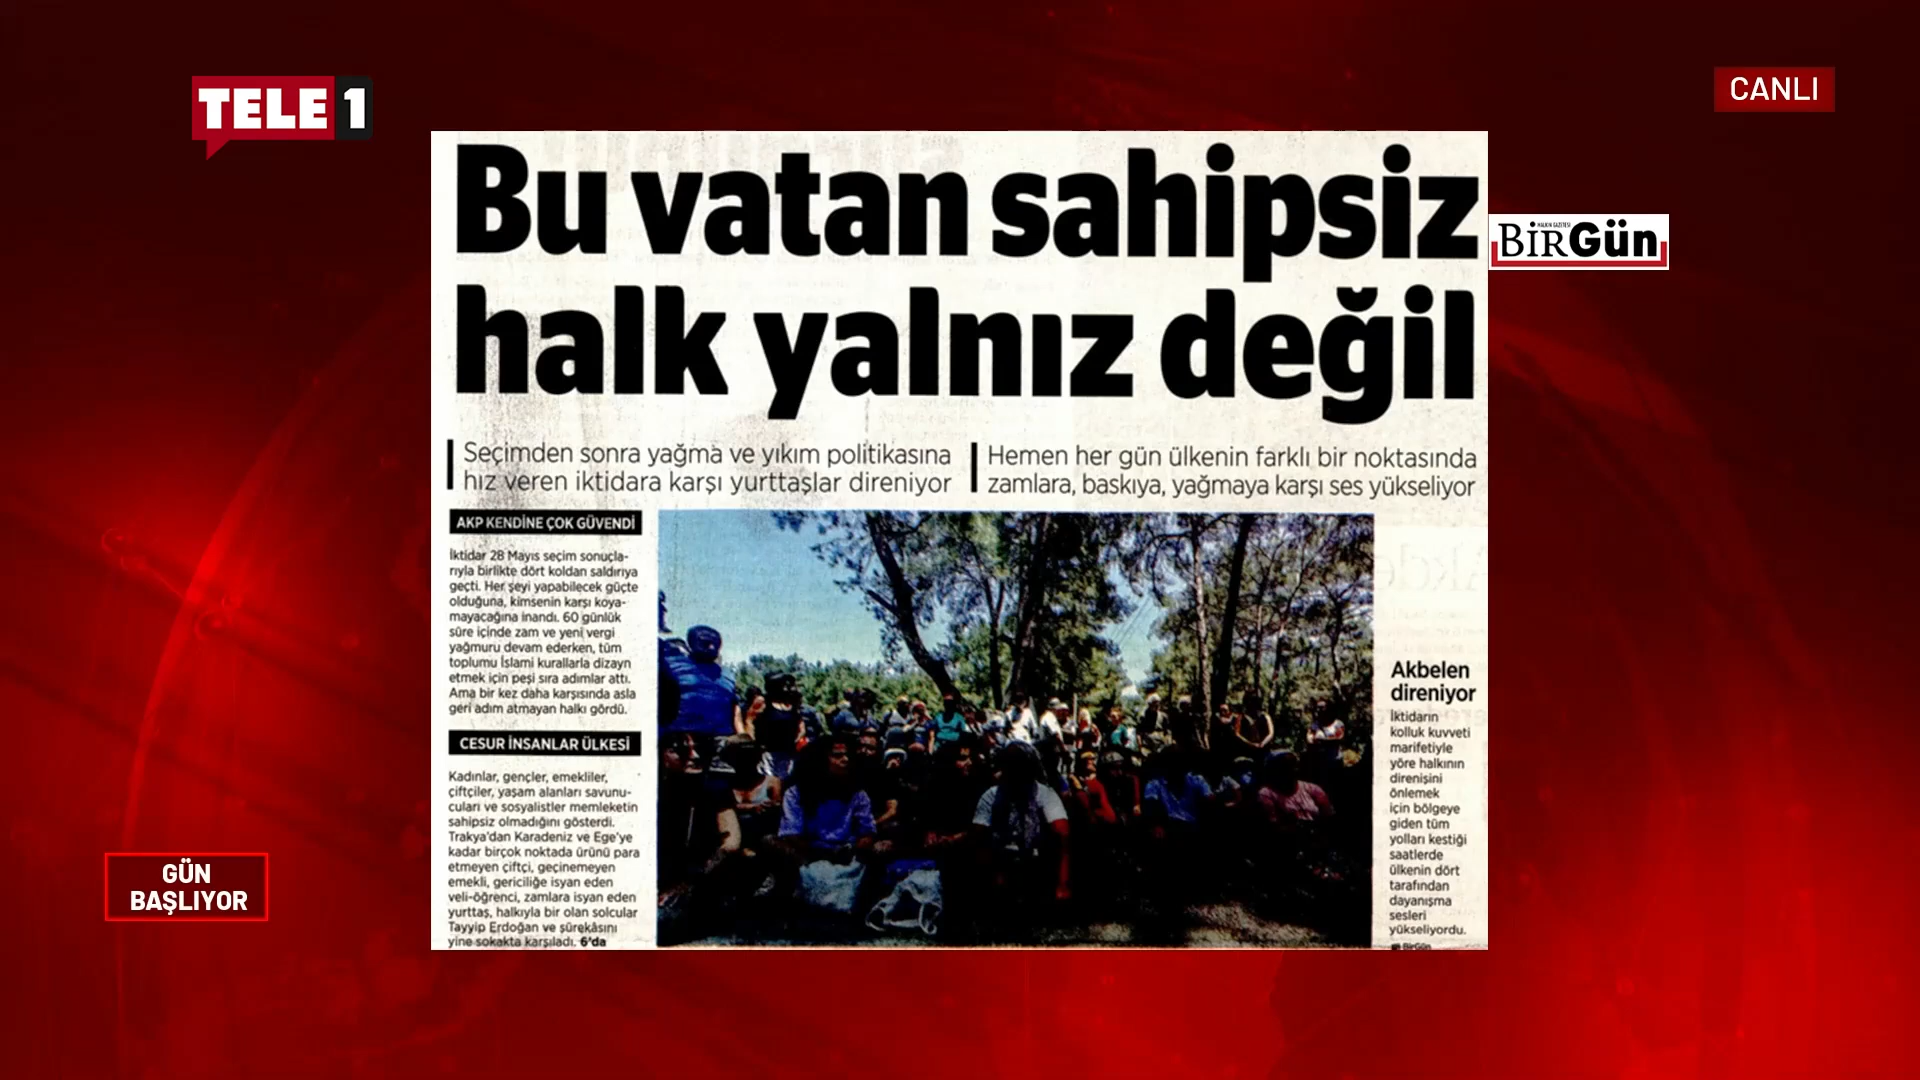 TELE 1
CANLI
Bu vatan sahipsiz
halk yalnız değil
HALKIN GAZETESİ
BirGün
Seçimden sonra yağma ve yıkım politikasına
hız veren iktidara karşı yurttaşlar direniyor
Hemen her gün ülkenin farklı bir noktasında
zamlara, baskıya, yağmaya karşı ses yükseliyor
AKP KENDİNE ÇOK GÜVENDİ
İktidar 28 Mayıs seçim sonuçla-
rıyla birlikte dört koldan saldırıya
geçti. Her şeyi yapabilecek güçte
olduğuna, kimsenin karşı koya-
mayacağına inandı. 60 günlük
süre içinde zam ve yeni vergi
yağmuru devam ederken, tüm
toplumu İslami kurallarla dizayn
etmek için peşi sıra adımlar attı.
Ama bir kez daha karşısında asla
geri adım atmayan halkı gördü.
CESUR İNSANLAR ÜLKESİ
Kadınlar, gençler, emekliler,
çiftçiler, yaşam alanları savunu-
cuları ve sosyalistler memleketin
sahipsiz olmadığını gösterdi.
Trakya'dan Karadeniz ve Ege'ye
kadar birçok noktada ürünü para
etmeyen çiftçi, geçinemeyen
emekli, gericiliğe isyan eden
veli-öğrenci, zamlara isyan eden
yurttaş, halkıyla bir olan solcular
Tayyip Erdoğan ve şürekâsını
yine sokakta karşıladı. 6'da
Akbelen
direniyor
İktidarın
kolluk kuvveti
marifetiyle
yöre halkının
direnişini
önlemek
için bölgeye
giden tüm
yolları kestiği
saatlerde
ülkenin dört
tarafından
dayanışma
sesleri
yükseliyordu.
BirGün
GÜN
BAŞLIYOR